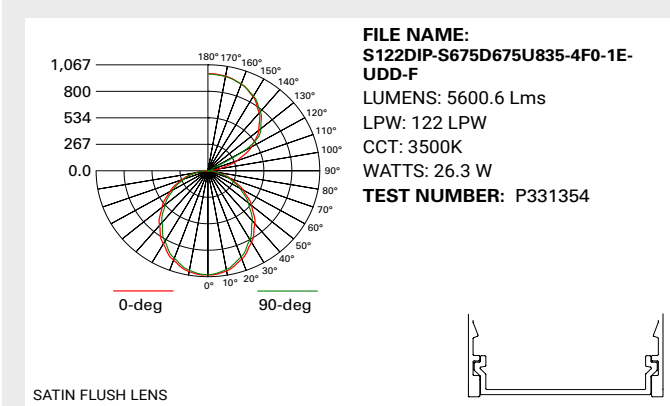 1,067
800
534
267
0.0
180° 170° 160° 150° 140° 130° 120° 110° 100° 90° 80° 70° 60° 50° 40° 30° 20° 10° 0°
0-deg
90-deg
FILE NAME:
S122DIP-S675D675U835-4F0-1E-
UDD-F
LUMENS: 5600.6 Lms
LPW: 122 LPW
CCT: 3500K
WATTS: 26.3 W
TEST NUMBER: P331354
SATIN FLUSH LENS